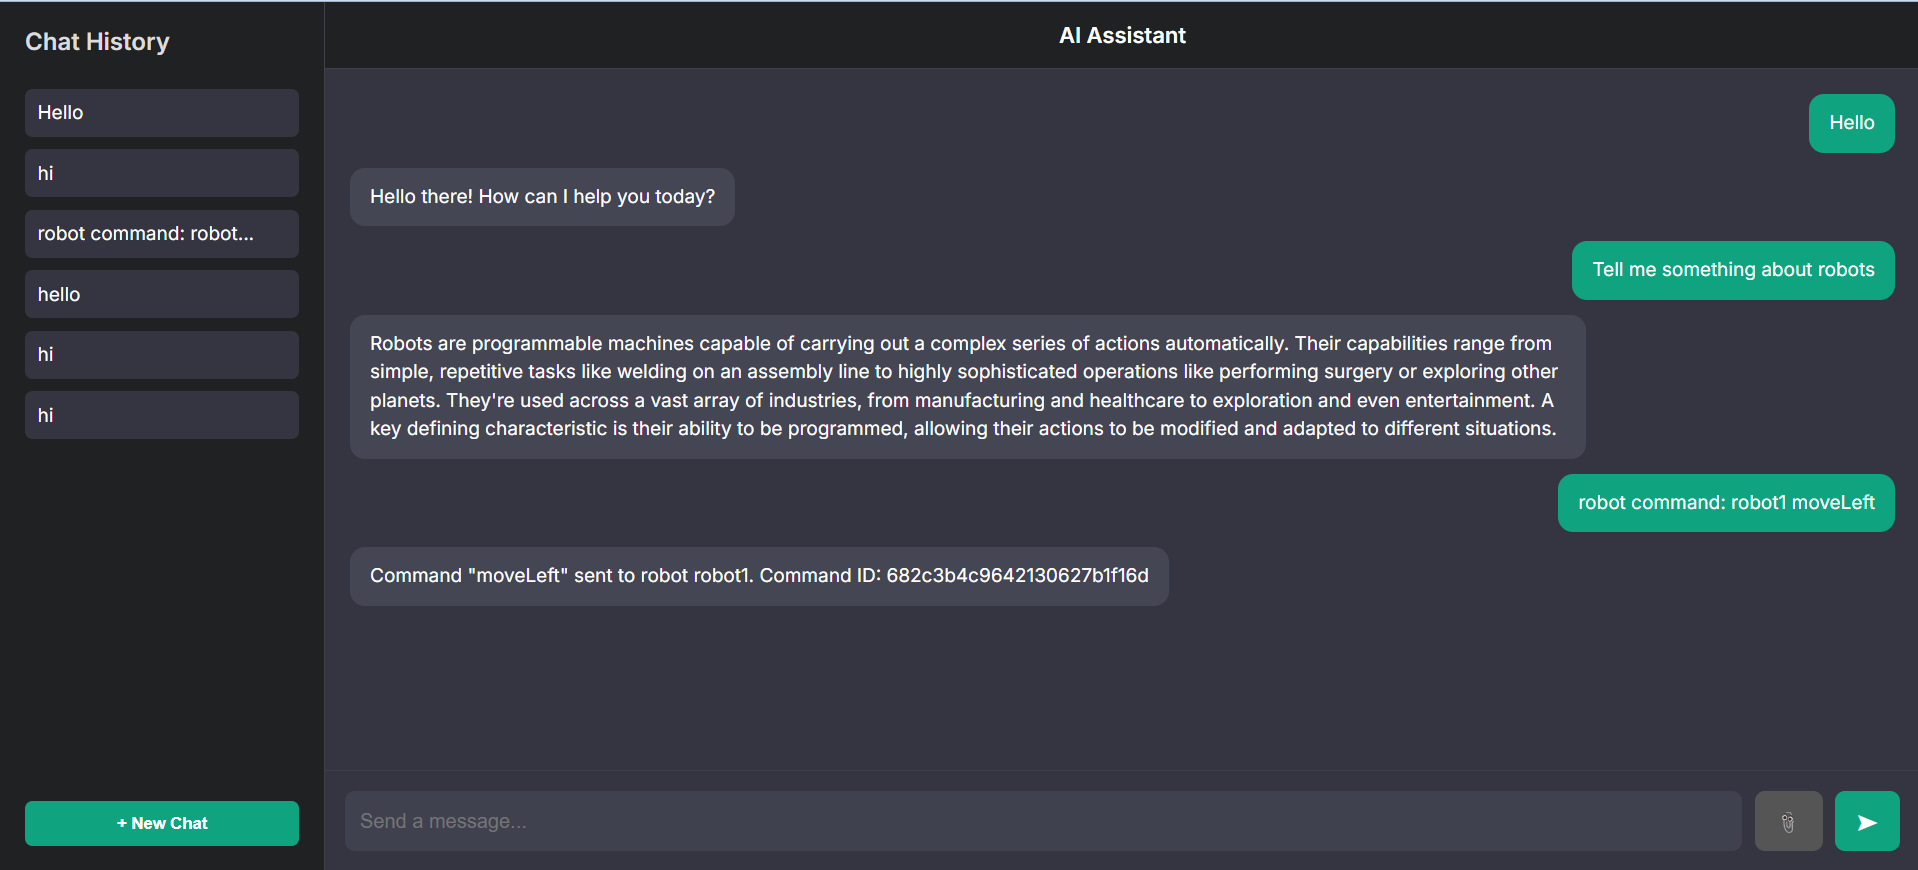 Chat History
Hello
hi
robot command: robot...
hello
hi
hi
+ New Chat
AI Assistant
Hello
Hello there! How can I help you today?
Tell me something about robots
Robots are programmable machines capable of carrying out a complex series of actions automatically. Their capabilities range from
simple, repetitive tasks like welding on an assembly line to highly sophisticated operations like performing surgery or exploring other
planets. They're used across a vast array of industries, from manufacturing and healthcare to exploration and even entertainment. A
key defining characteristic is their ability to be programmed, allowing their actions to be modified and adapted to different situations.
robot command: robot1 moveLeft
Command "moveLeft" sent to robot robot1. Command ID: 682c3b4c9642130627b1f16d
Send a message...